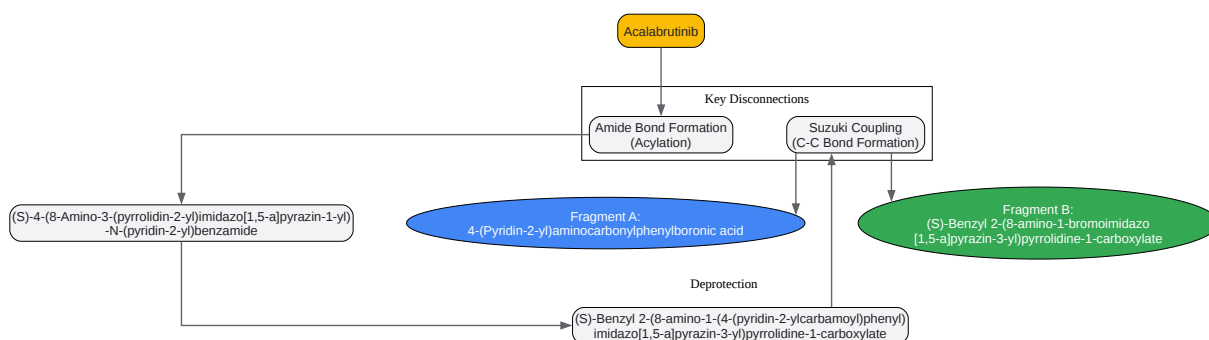 Acalabrutinib
Key Disconnections
Amide Bond Formation
(Acylation)
Suzuki Coupling
(C-C Bond Formation)
(S)-4-(8-Amino-3-(pyrrolidin-2-yl)imidazo[1,5-a]pyrazin-1-yl)
-N-(pyridin-2-yl)benzamide
Fragment A:
4-(Pyridin-2-yl)aminocarbonylphenylboronic acid
Fragment B:
(S)-Benzyl 2-(8-amino-1-bromoimidazo
[1,5-a]pyrazin-3-yl)pyrrolidine-1-carboxylate
Deprotection
(S)-Benzyl 2-(8-amino-1-(4-(pyridin-2-ylcarbamoyl)phenyl)
imidazo[1,5-a]pyrazin-3-yl)pyrrolidine-1-carboxylate